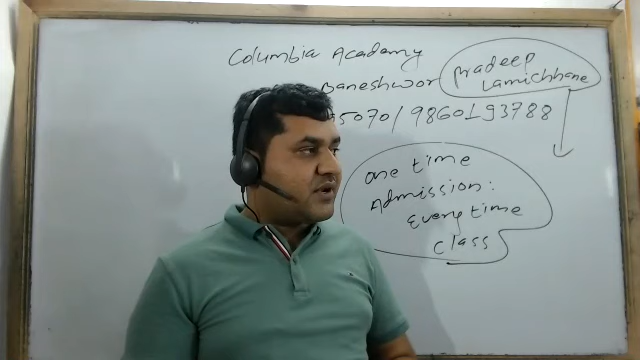 Columbia Academy
Baneshwor
pradeep
Lamichhane
5070/9860193788
one time
Admission:
Every time
class